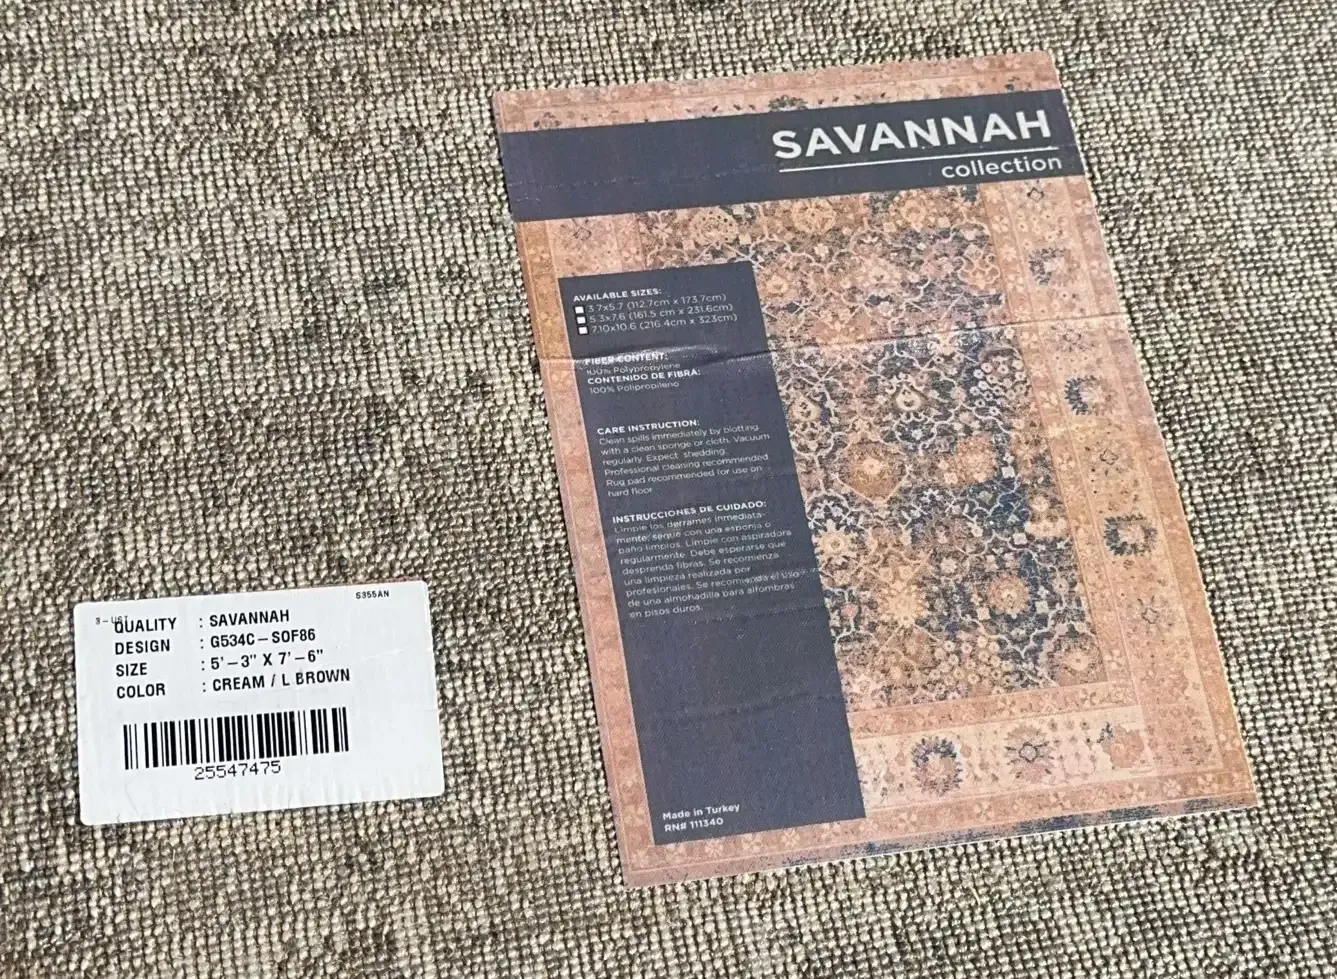 SAVANNAH
collection
AVAILABLE SIZES:
3.7x5.7 (112.7cm x 173.7cm)
5.3x7.6 (161.5 cm x 231.6cm)
7.10x10.6 (216.4cm x 323cm)
FIBER CONTENT:
100% Polypropylene
CONTENIDO DE FIBRA:
100% Polipropileno
CARE INSTRUCTION:
Clean spills immediately by blotting
with a clean sponge or cloth. Vacuum
regularly. Expect shedding.
Professional cleaning recommended.
Rug pad recommended for use on
hard floor
INSTRUCCIONES DE CUIDADO:
Limpie los derrames inmediata-
mente, seque con una esponja o
paño limpios. Limpie con aspiradora
regularmente. Debe esperarse que
desprenda fibras. Se recomienza
una limpieza realizada por
profesionales. Se recomienda el uso
de una almohadilla para alfombras
en pisos duros.
Made in Turkey
RN# 111340
S355AN
QUALITY : SAVANNAH
DESIGN : G534C-SOF86
SIZE : 5'-3" X 7'-6"
COLOR : CREAM / L BROWN
25547475